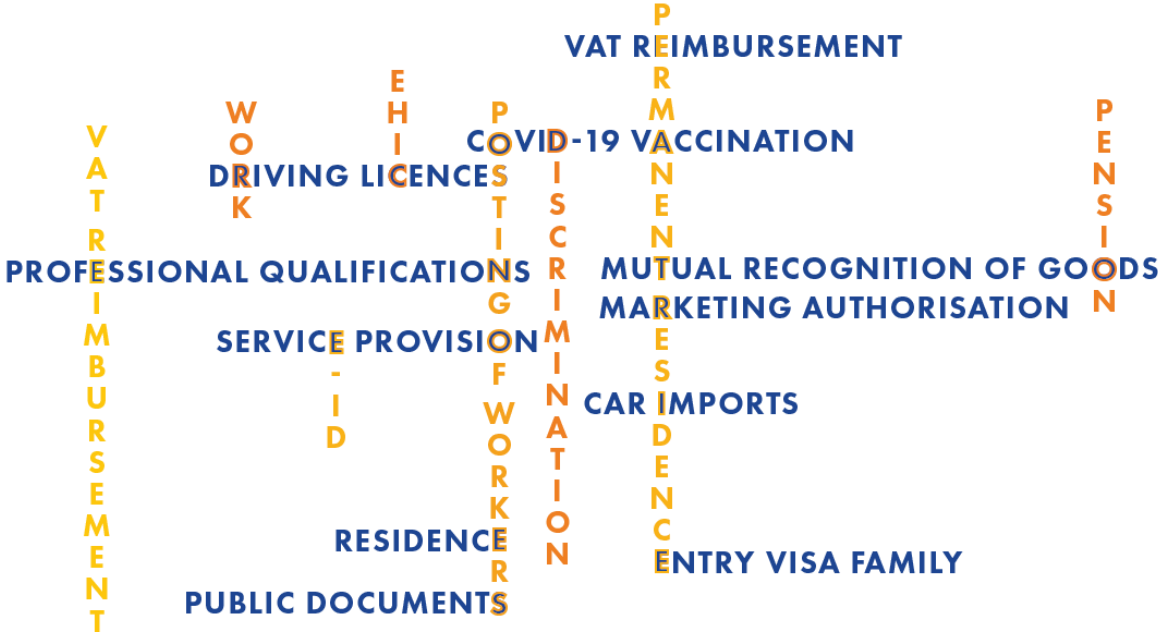 VAT REIMBURSEMENT
COVID-19 VACCINATION
DRIVING LICENCES
PROFESSIONAL QUALIFICATIONS
MUTUAL RECOGNITION OF GOODS
MARKETING AUTHORISATION
SERVICE PROVISION
CAR IMPORTS
RESIDENCE
ENTRY VISA FAMILY
PUBLIC DOCUMENTS
VAT REIMBURSEMENT
WORK
E-ID
EHIC
POSTING OF WORKERS
DISCRIMINATION
PERMANENT RESIDENCE
PENSION